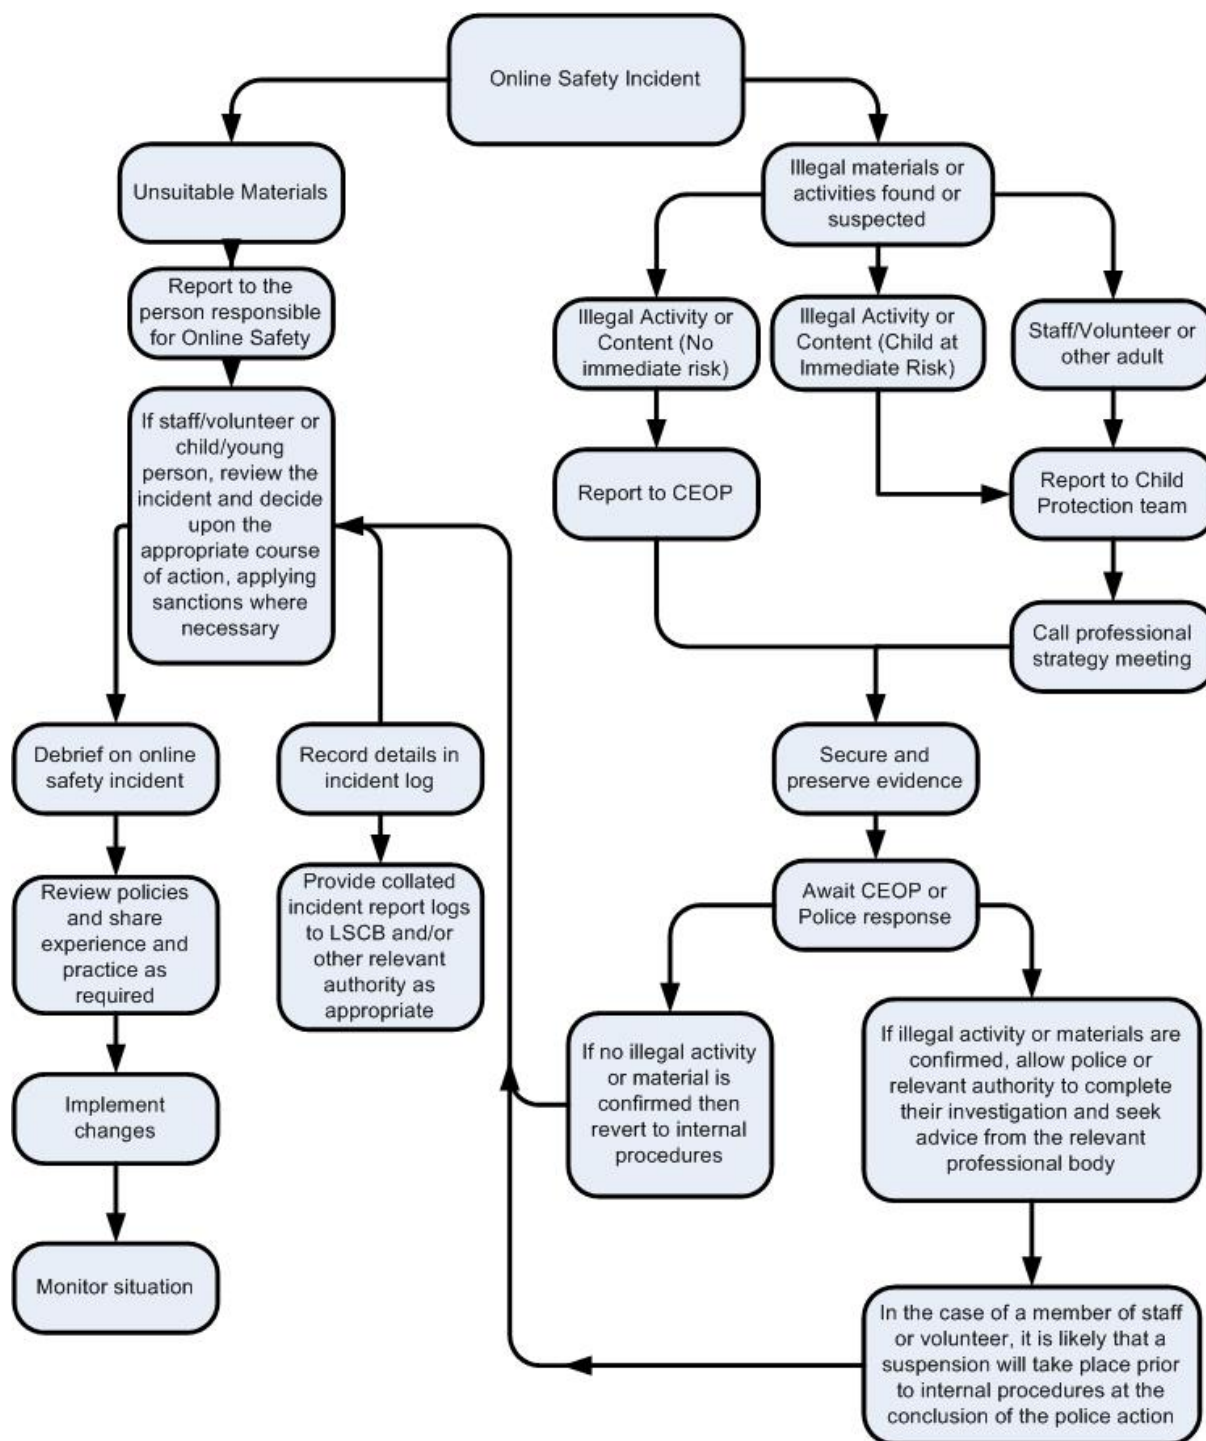 Online Safety Incident
Unsuitable Materials
Report to the
person responsible
for Online Safety
If staff/volunteer or
child/young
person, review the
incident and decide
upon the
appropriate course
of action, applying
sanctions where
necessary
Debrief on online
safety incident
Review policies
and share
experience and
practice as
required
Implement
changes
Monitor situation
Record details in
incident log
Provide collated
incident report logs
to LSCB and/or
other relevant
authority as
appropriate
Illegal materials or
activities found or
suspected
Illegal Activity or
Content (No
immediate risk)
Illegal Activity or
Content (Child at
Immediate Risk)
Staff/Volunteer or
other adult
Report to CEOP
Report to Child
Protection team
Call professional
strategy meeting
Secure and
preserve evidence
Await CEOP or
Police response
If no illegal activity
or material is
confirmed then
revert to internal
procedures
If illegal activity or materials are
confirmed, allow police or
relevant authority to complete
their investigation and seek
advice from the relevant
professional body
In the case of a member of staff
or volunteer, it is likely that a
suspension will take place prior
to internal procedures at the
conclusion of the police action